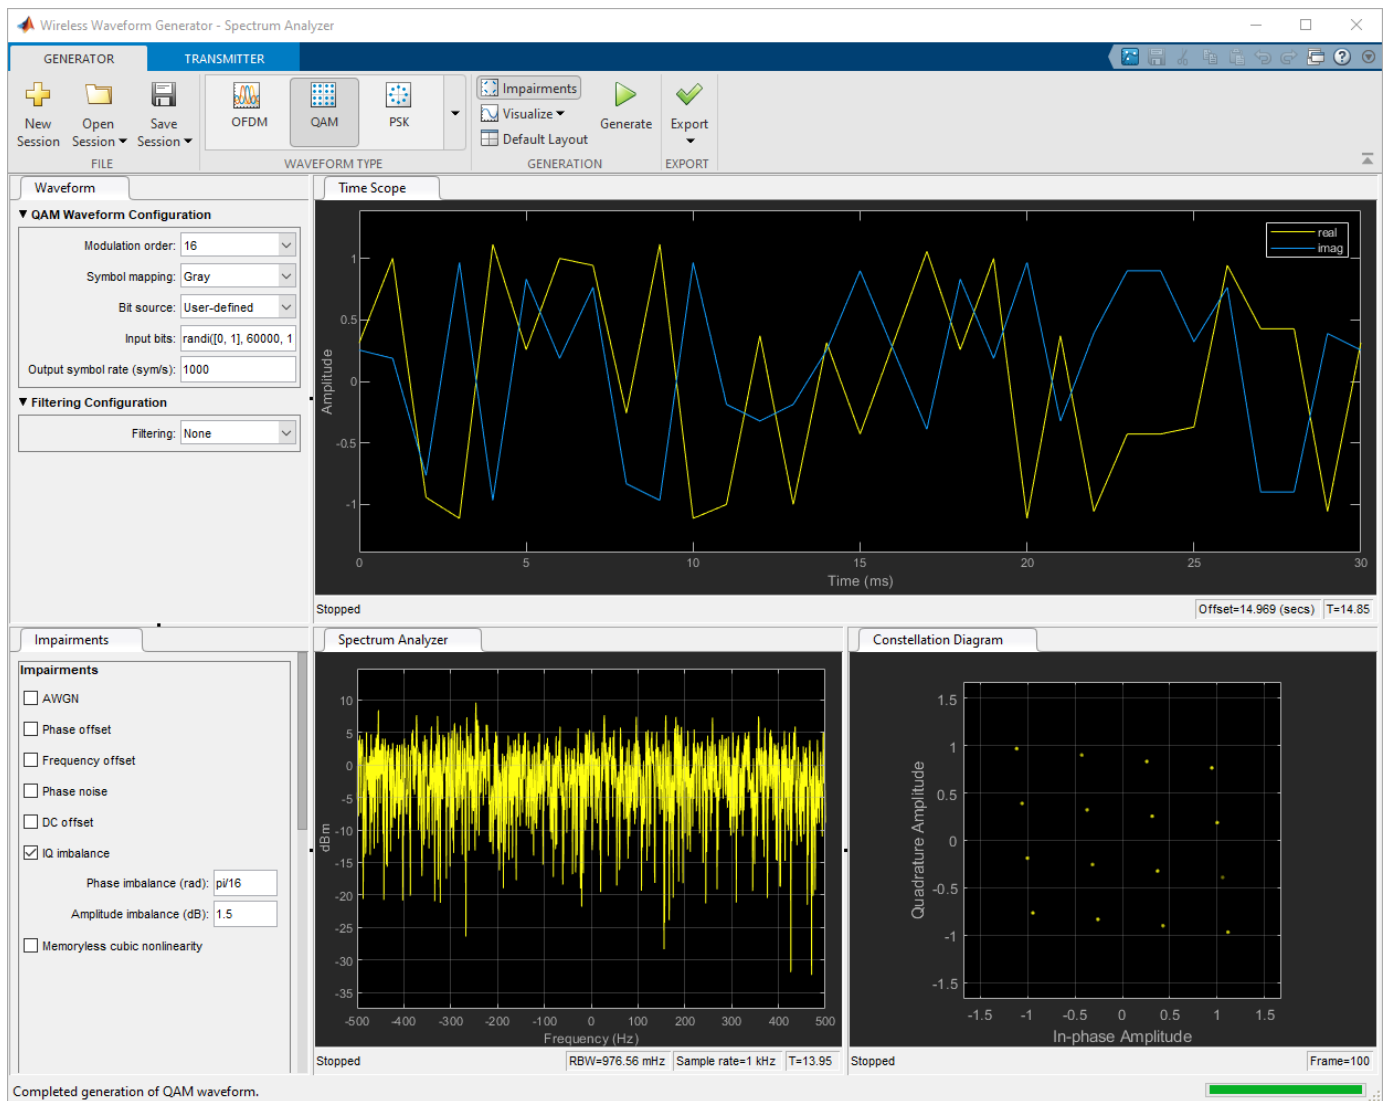 Wireless Waveform Generator - Spectrum Analyzer
GENERATOR TRANSMITTER
New Session
Open Session
Save Session
FILE
OFDM QAM PSK
WAVEFORM TYPE
Impairments
Visualize
Default Layout
Generate
GENERATION
Export
EXPORT
Waveform
QAM Waveform Configuration
Modulation order: 16
Symbol mapping: Gray
Bit source: User-defined
Input bits: randi([0, 1], 60000, 1
Output symbol rate (sym/s): 1000
Filtering Configuration
Filtering: None
Time Scope
real
imag
Amplitude
1
0.5
0
-0.5
-1
0 5 10 15 20 25 30
Time (ms)
Stopped
Offset=14.969 (secs) T=14.85
Impairments
Impairments
AWGN
Phase offset
Frequency offset
Phase noise
DC offset
IQ imbalance
Phase imbalance (rad): pi/16
Amplitude imbalance (dB): 1.5
Memoryless cubic nonlinearity
Spectrum Analyzer
dBm
10
5
0
-5
-10
-15
-20
-25
-30
-35
-500 -400 -300 -200 -100 0 100 200 300 400 500
Frequency (Hz)
Stopped
RBW=976.56 mHz Sample rate=1 kHz T=13.95
Constellation Diagram
Quadrature Amplitude
1.5
1
0.5
0
-0.5
-1
-1.5
-1.5 -1 -0.5 0 0.5 1 1.5
In-phase Amplitude
Stopped
Frame=100
Completed generation of QAM waveform.